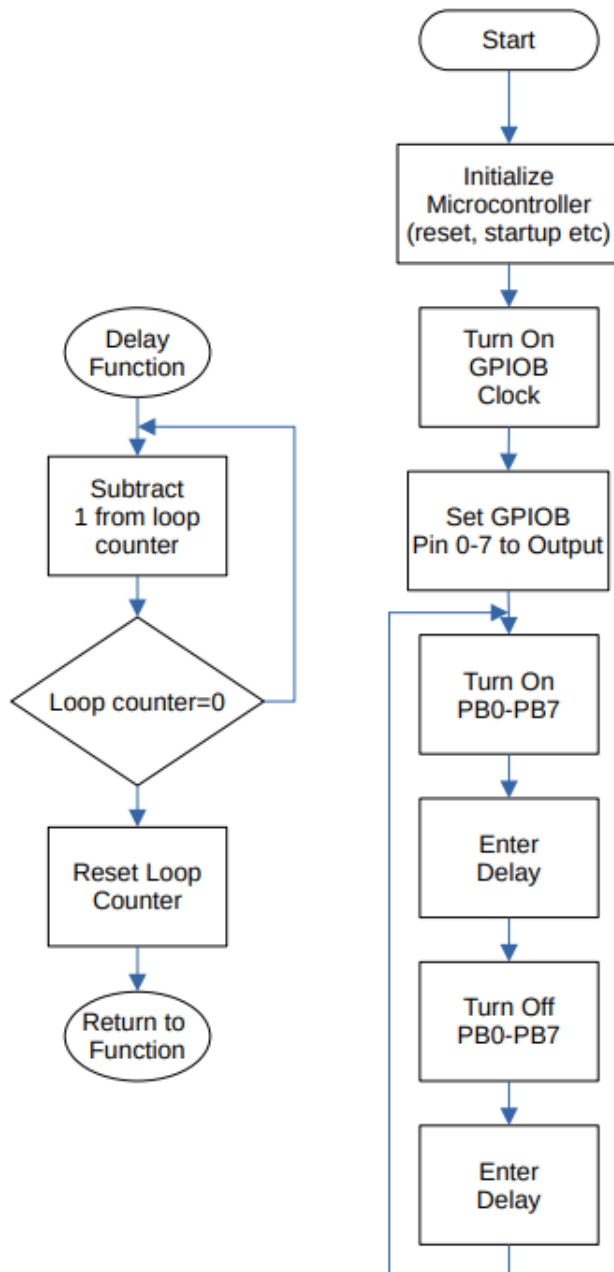 Delay
Function
Subtract
1 from loop
counter
Loop counter=0
Reset Loop
Counter
Return to
Function
Start
Initialize
Microcontroller
(reset, startup etc)
Turn On
GPIOB
Clock
Set GPIOB
Pin 0-7 to Output
Turn On
PB0-PB7
Enter
Delay
Turn Off
PB0-PB7
Enter
Delay